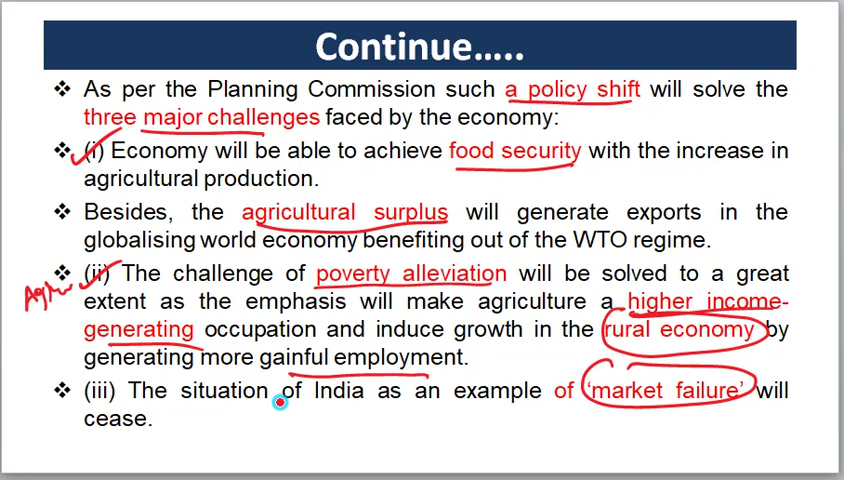 Continue.....
❖ As per the Planning Commission such a policy shift will solve the
three major challenges faced by the economy:
❖ (i) Economy will be able to achieve food security with the increase in
agricultural production.
❖ Besides, the agricultural surplus will generate exports in the
globalising world economy benefiting out of the WTO regime.
❖ (ii) The challenge of poverty alleviation will be solved to a great
extent as the emphasis will make agriculture a higher income-
generating occupation and induce growth in the rural economy by
generating more gainful employment.
❖ (iii) The situation of India as an example of ‘market failure’ will
cease.